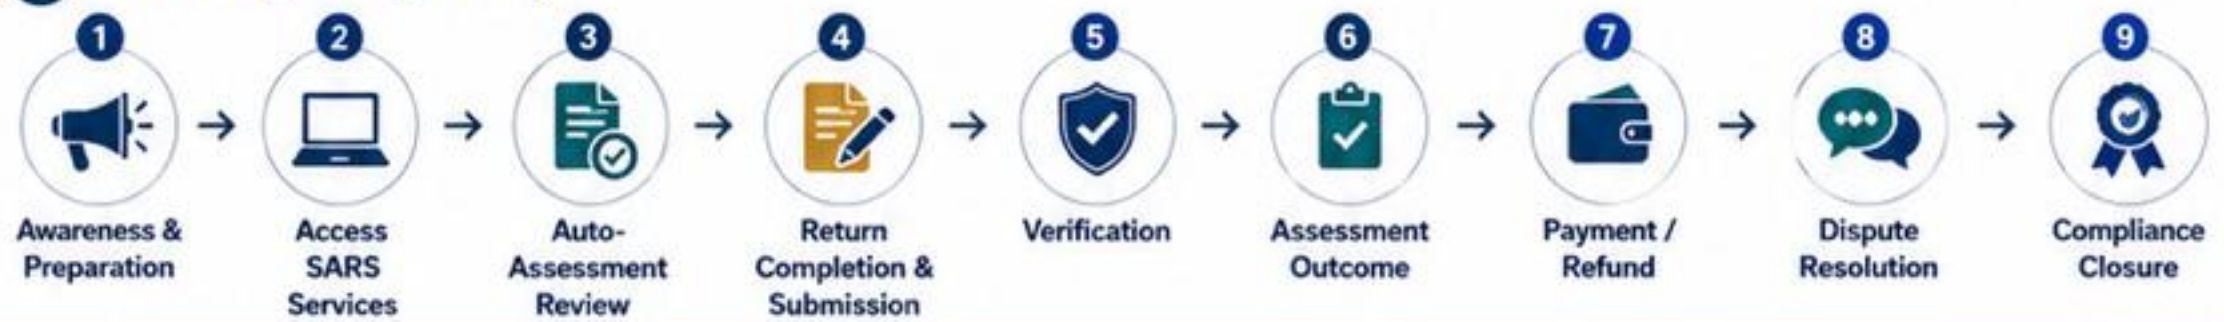 1
Awareness &
Preparation
2
Access
SARS
Services
3
Auto-
Assessment
Review
4
Return
Completion &
Submission
5
Verification
6
Assessment
Outcome
7
Payment /
Refund
8
Dispute
Resolution
9
Compliance
Closure